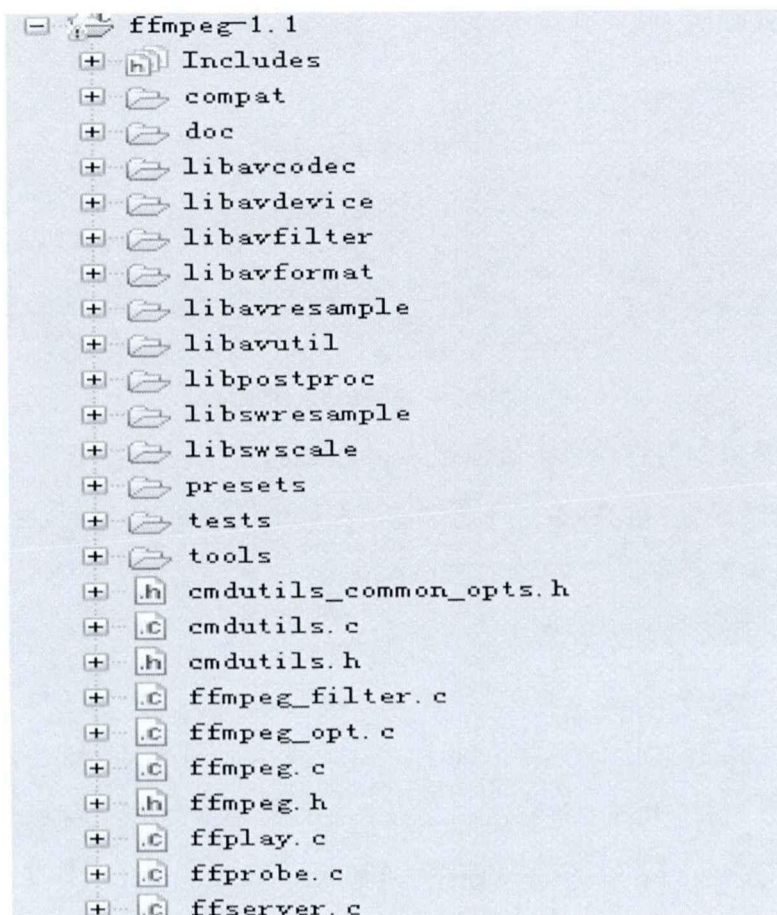 ffmpeg-1.1
Includes
compat
doc
libavcodec
libavdevice
libavfilter
libavformat
libavresample
libavutil
libpostproc
libswresample
libswscale
presets
tests
tools
.h cmdutils_common_opts.h
.c cmdutils.c
.h cmdutils.h
.c ffmpeg_filter.c
.c ffmpeg_opt.c
.c ffmpeg.c
.h ffmpeg.h
.c ffplay.c
.c ffprobe.c
.c ffserver.c